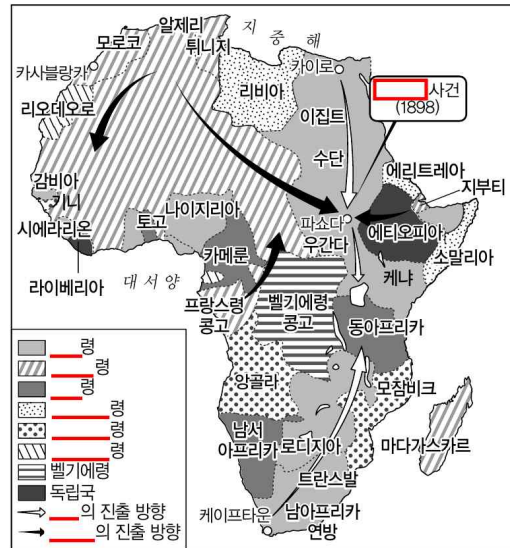 지 중 해
알제리
모로코
튀니지
카사블랑카
카이로
리비아
사건
(1898)
리오데오로
이집트
수단
에리트레아
지부티
감비아
기니
나이지리아
시에라리온
토고
파쇼다
에티오피아
우간다
카메룬
소말리아
라이베리아
대 서 양
케냐
프랑스령
콩고
벨기에령
콩고
동아프리카
앙골라
모잠비크
남서
아프리카
로디지아
마다가스카르
트란스발
케이프타운
남아프리카
연방
령
령
령
령
령
령
벨기에령
독립국
의 진출 방향
의 진출 방향